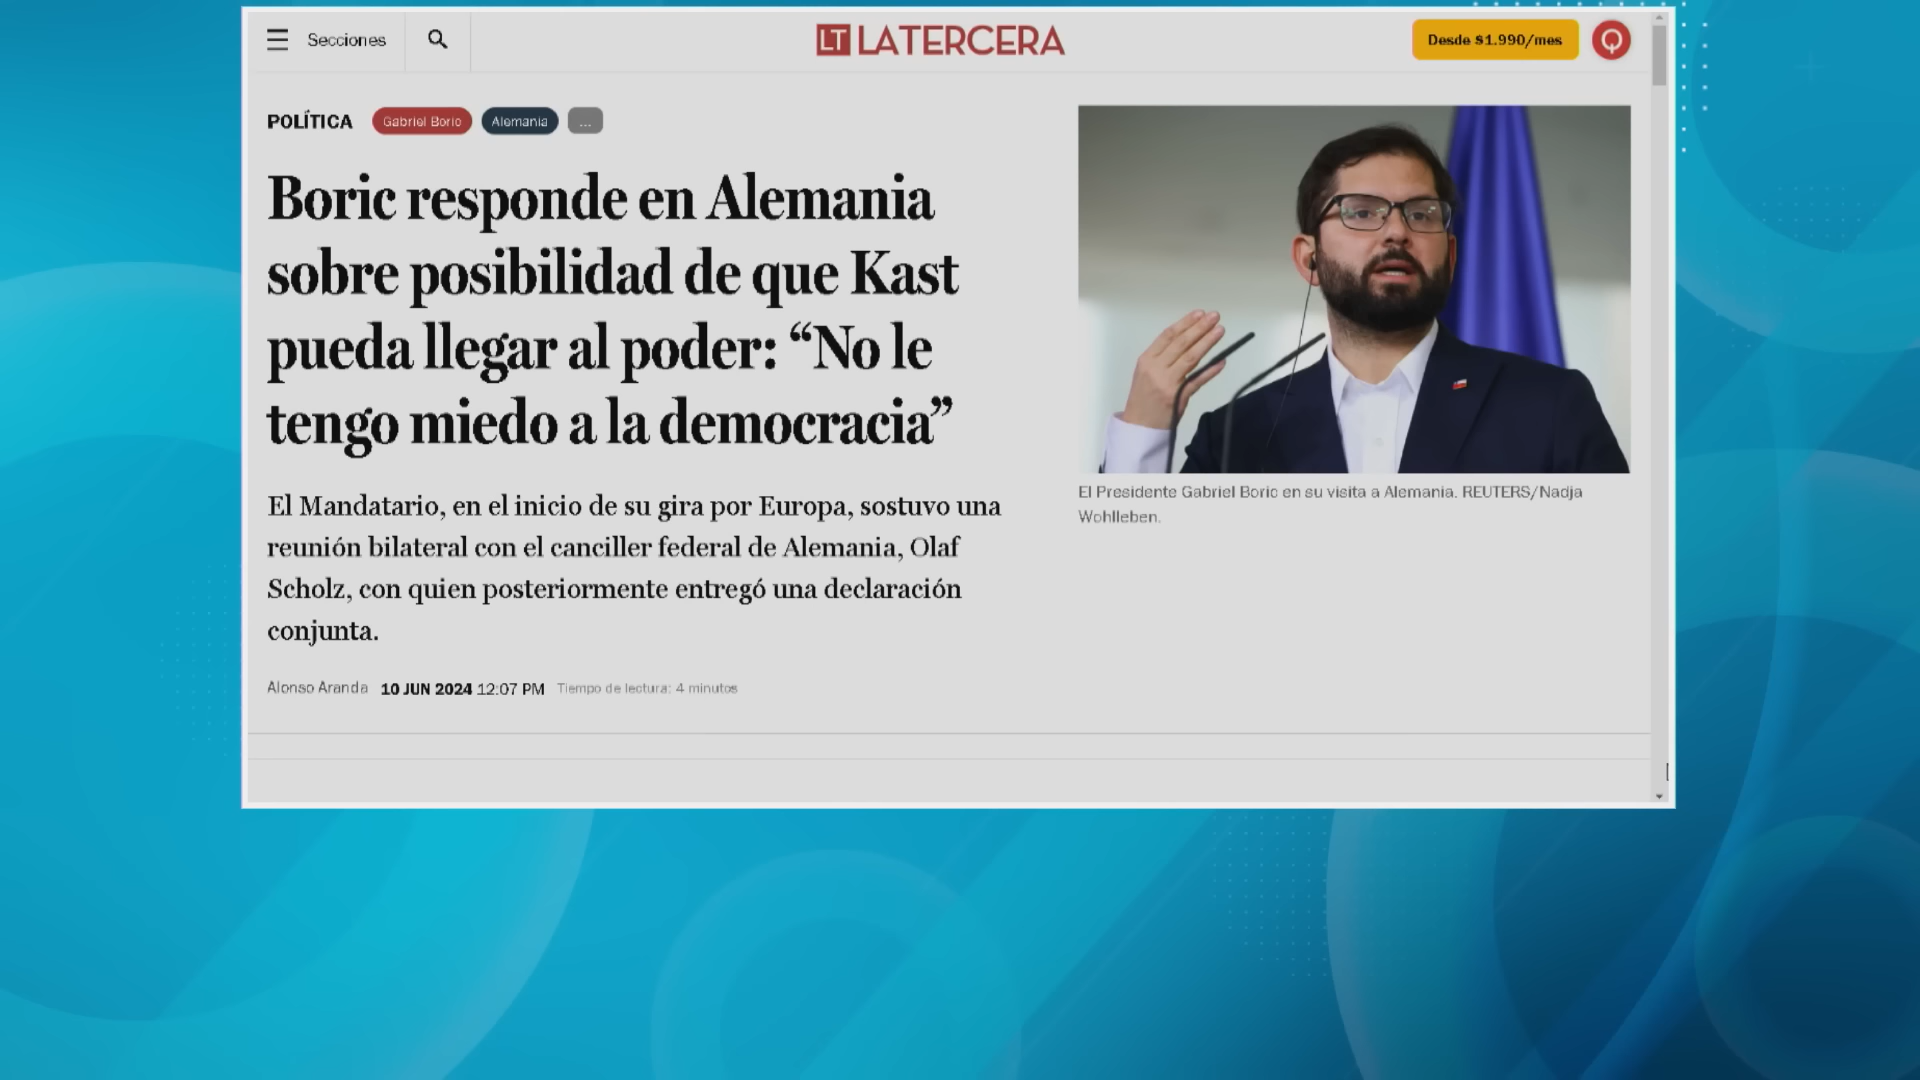 Secciones
LT LATERCERA
Desde $1.990/mes
POLÍTICA
Gabriel Boric
Alemania
...
Boric responde en Alemania
sobre posibilidad de que Kast
pueda llegar al poder: “No le
tengo miedo a la democracia”
El Mandatario, en el inicio de su gira por Europa, sostuvo una
reunión bilateral con el canciller federal de Alemania, Olaf
Scholz, con quien posteriormente entregó una declaración
conjunta.
Alonso Aranda 10 JUN 2024 12:07 PM Tiempo de lectura: 4 minutos
El Presidente Gabriel Boric en su visita a Alemania. REUTERS/Nadja
Wohlleben.